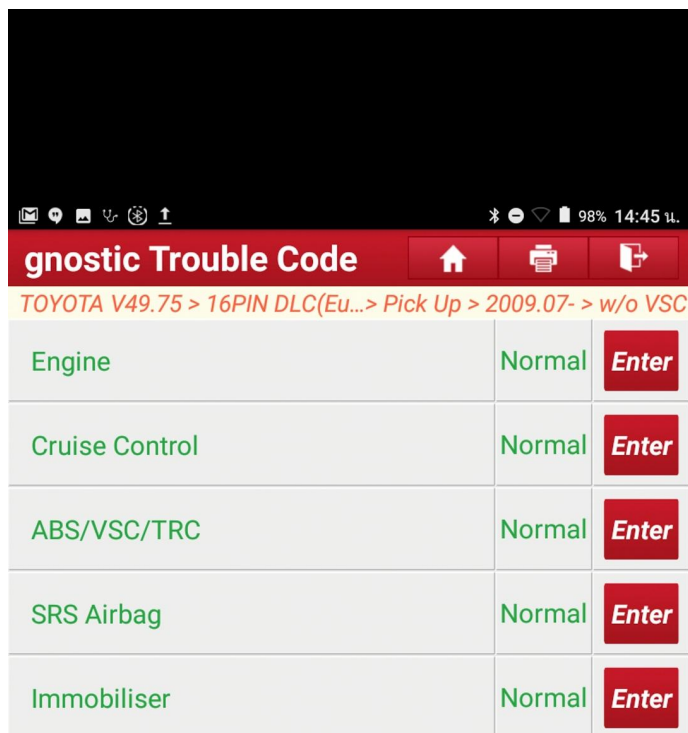 98% 14:45 น.
gnostic Trouble Code
TOYOTA V49.75 > 16PIN DLC(Eu...> Pick Up > 2009.07- > w/o VSC
Engine Normal Enter
Cruise Control Normal Enter
ABS/VSC/TRC Normal Enter
SRS Airbag Normal Enter
Immobiliser Normal Enter